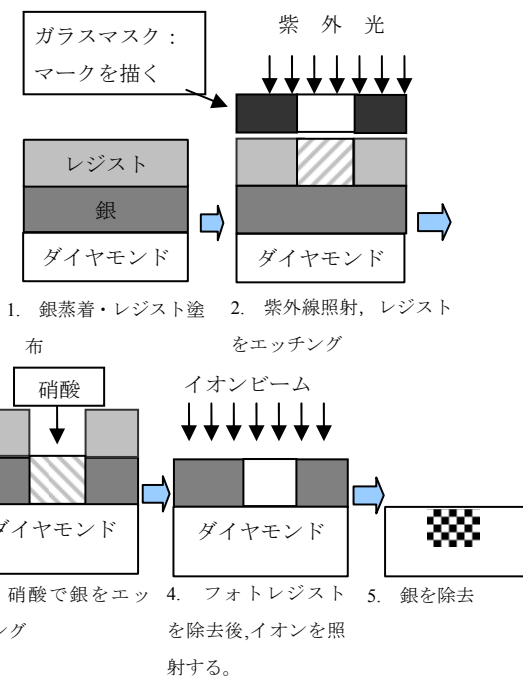 ガラスマスク：
マークを描く
紫 外 光
レジスト
銀
ダイヤモンド
ダイヤモンド
1. 銀蒸着・レジスト塗
布
2. 紫外線照射，レジスト
をエッチング
硝酸
イオンビーム
イヤモンド
ダイヤモンド
硝酸で銀をエッ
ング
4. フォトレジスト
を除去後,イオンを照
射する。
5. 銀を除去